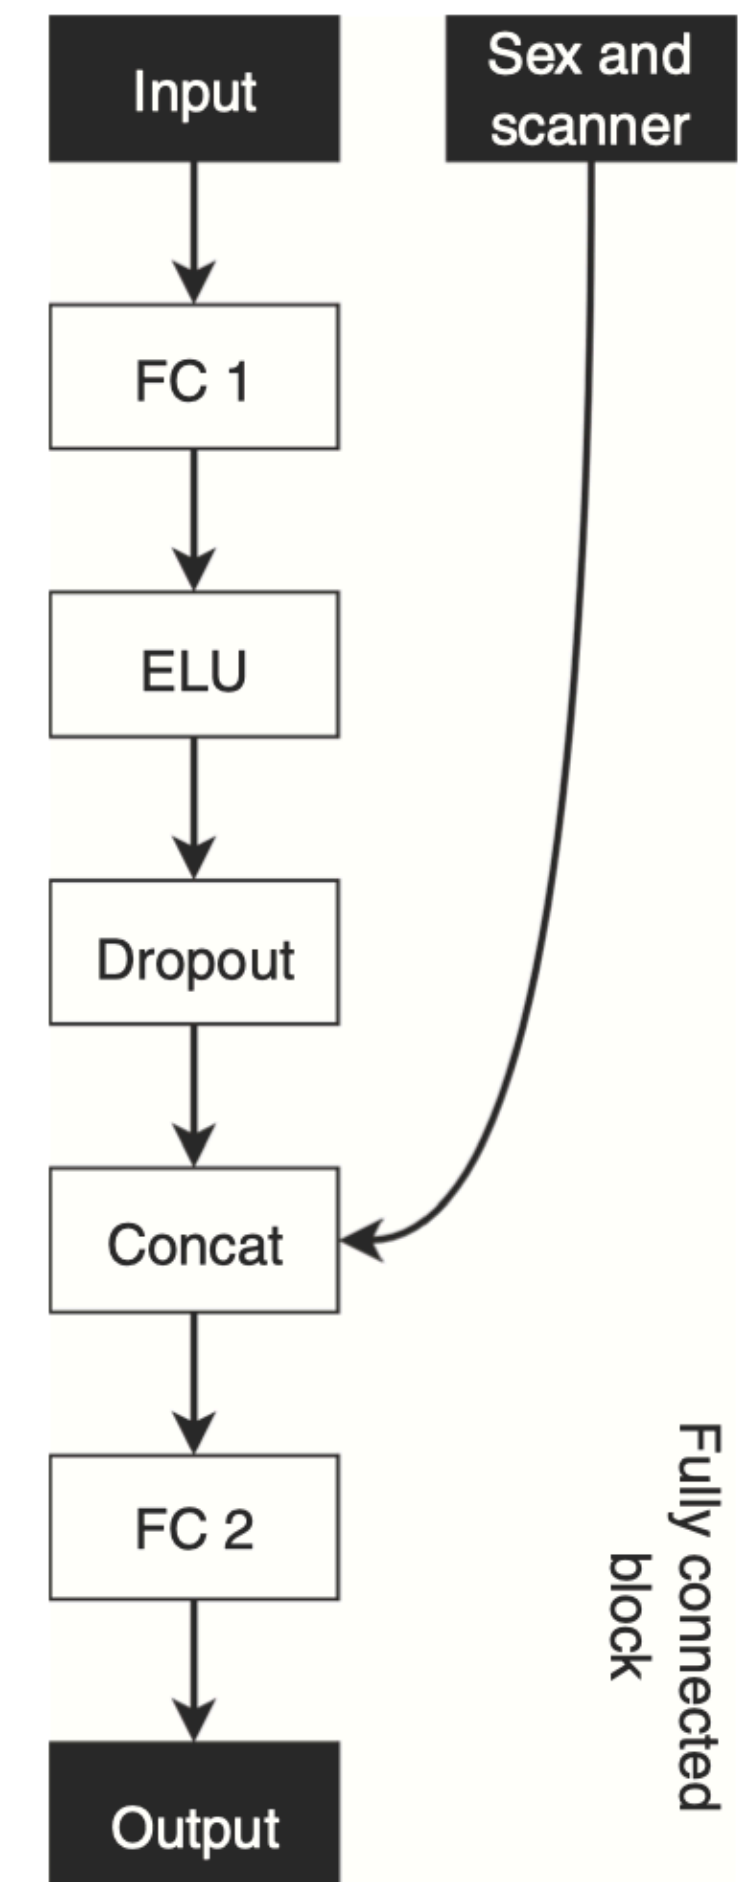 Input
Sex and
scanner
FC 1
ELU
Dropout
Concat
FC 2
Output
Fully connected
block